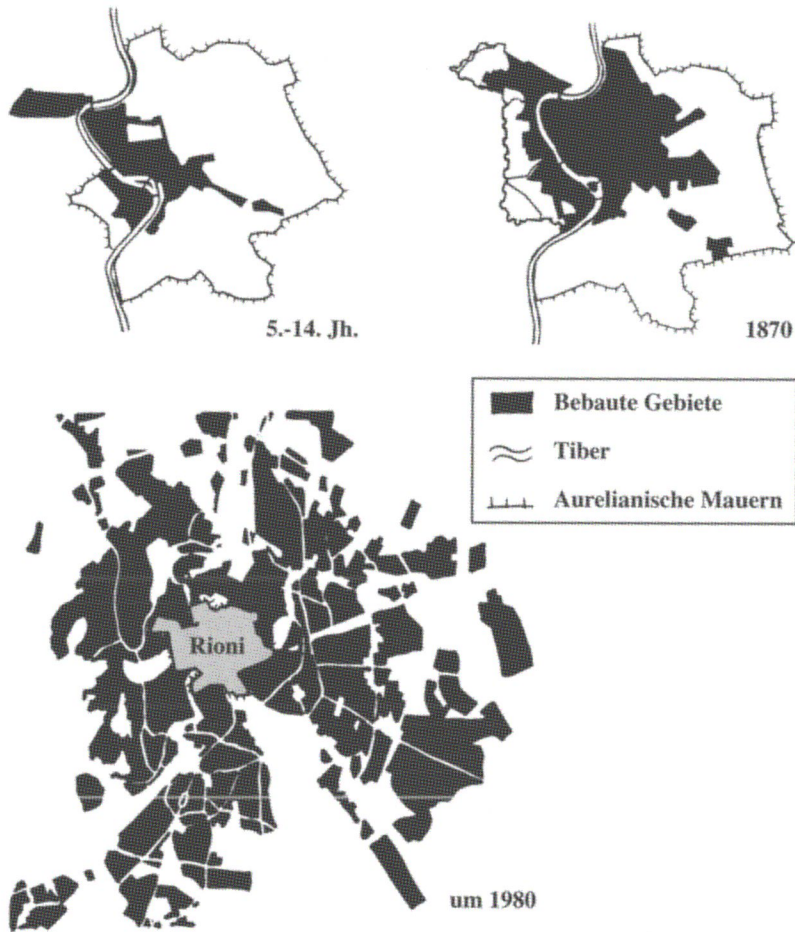 5.-14. Jh.
1870
Bebaute Gebiete
Tiber
Aurelianische Mauern
Rioni
um 1980